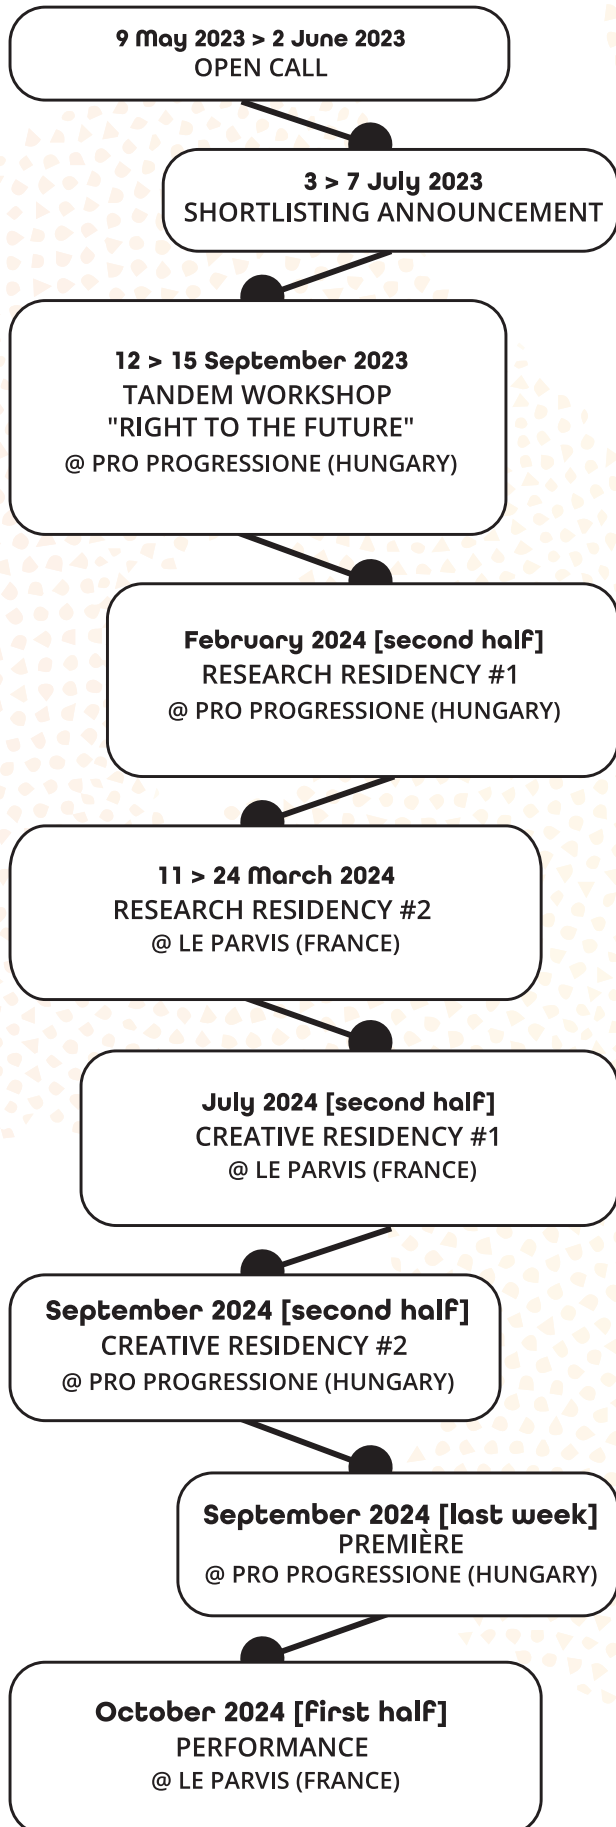 9 May 2023 > 2 June 2023
OPEN CALL
3 > 7 July 2023
SHORTLISTING ANNOUNCEMENT
12 > 15 September 2023
TANDEM WORKSHOP
"RIGHT TO THE FUTURE"
@ PRO PROGRESSIONE (HUNGARY)
February 2024 [second half]
RESEARCH RESIDENCY #1
@ PRO PROGRESSIONE (HUNGARY)
11 > 24 March 2024
RESEARCH RESIDENCY #2
@ LE PARVIS (FRANCE)
July 2024 [second half]
CREATIVE RESIDENCY #1
@ LE PARVIS (FRANCE)
September 2024 [second half]
CREATIVE RESIDENCY #2
@ PRO PROGRESSIONE (HUNGARY)
September 2024 [last week]
PREMIÈRE
@ PRO PROGRESSIONE (HUNGARY)
October 2024 [first half]
PERFORMANCE
@ LE PARVIS (FRANCE)